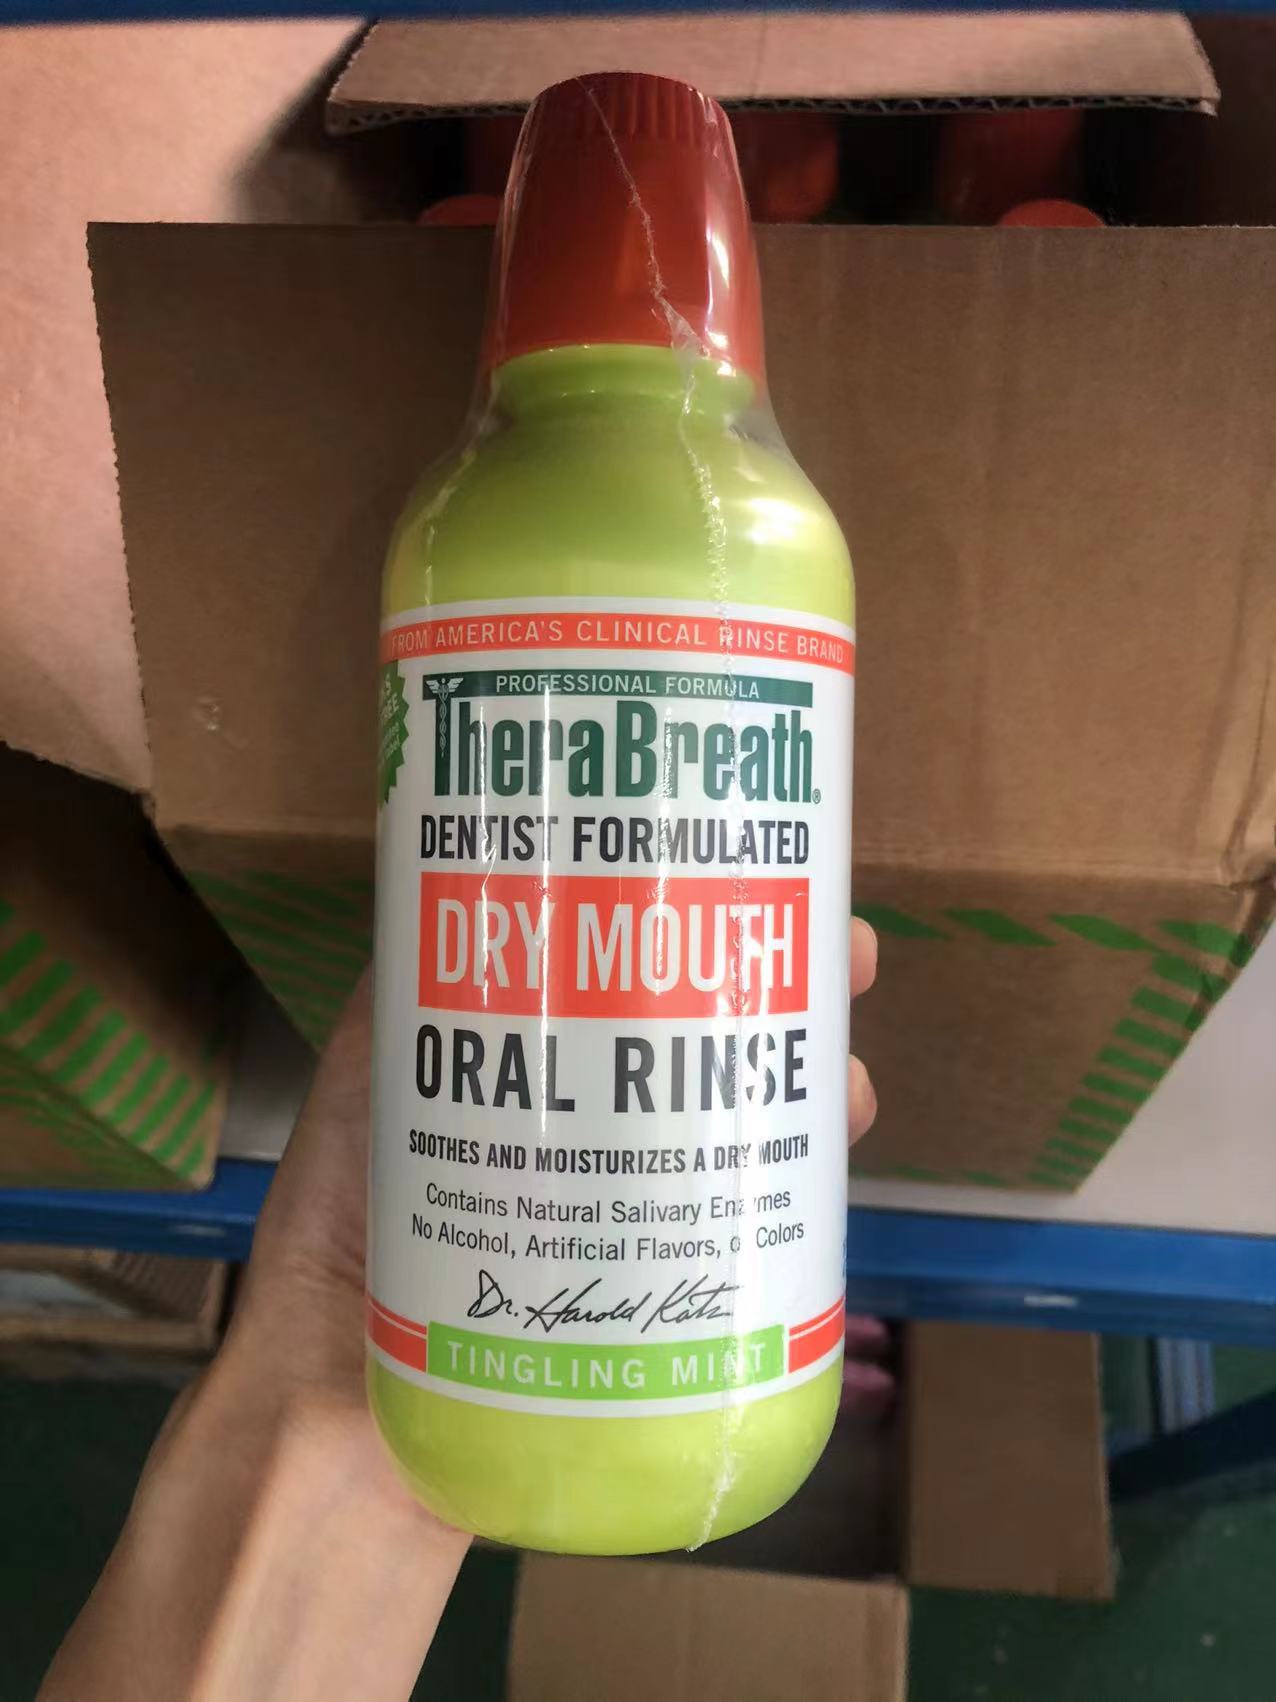 FROM AMERICA'S CLINICAL RINSE BRAND
PROFESSIONAL FORMULA
TheraBreath®
DENTIST FORMULATED
DRY MOUTH
ORAL RINSE
SOOTHES AND MOISTURIZES A DRY MOUTH
Contains Natural Salivary Enzymes
No Alcohol, Artificial Flavors, or Colors
Dr. Harold Katz
TINGLING MINT